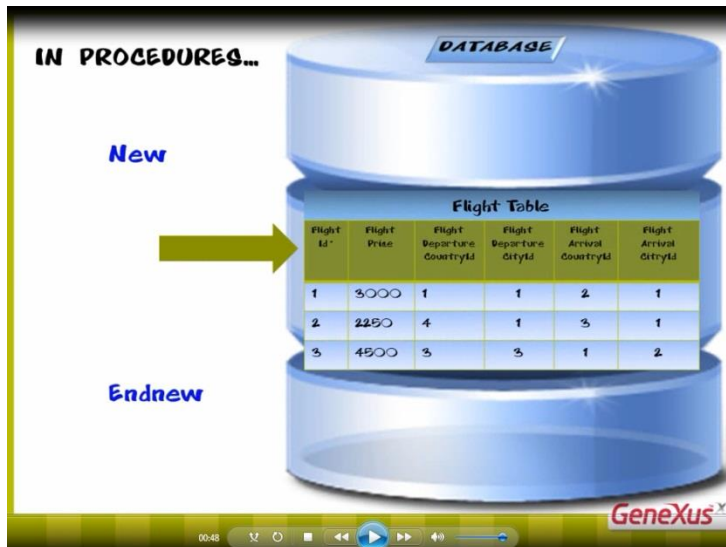 IN PROCEDURES...
DATABASE
New
Flight Table
Flight Id* Flight Price Flight Departure CountryId Flight Departure CityId Flight Arrival CountryId Flight Arrival CitryId
1 3000 1 1 2 1
2 2250 4 1 3 1
3 4500 3 3 1 2
Endnew
GeneXus X
00:48